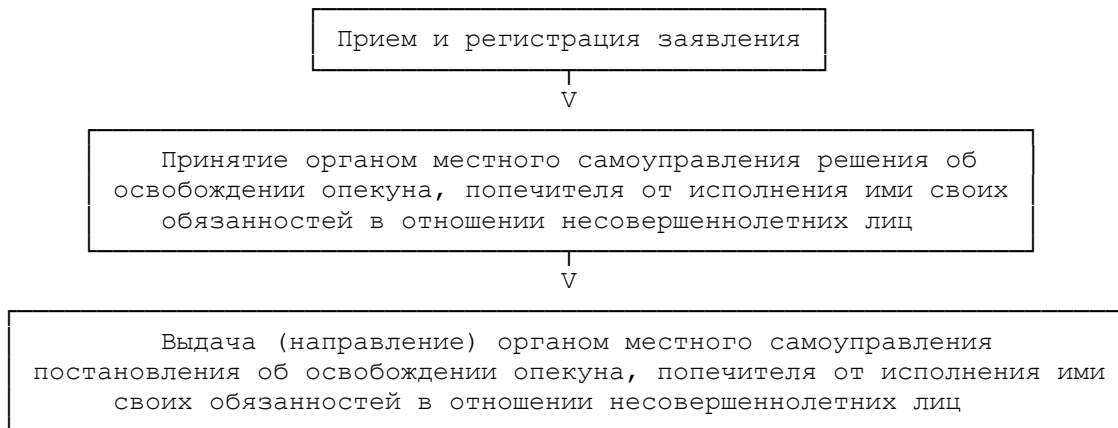 Прием и регистрация заявления
V
Принятие органом местного самоуправления решения об
освобождении опекуна, попечителя от исполнения ими своих
обязанностей в отношении несовершеннолетних лиц
V
Выдача (направление) органом местного самоуправления
постановления об освобождении опекуна, попечителя от исполнения ими
своих обязанностей в отношении несовершеннолетних лиц